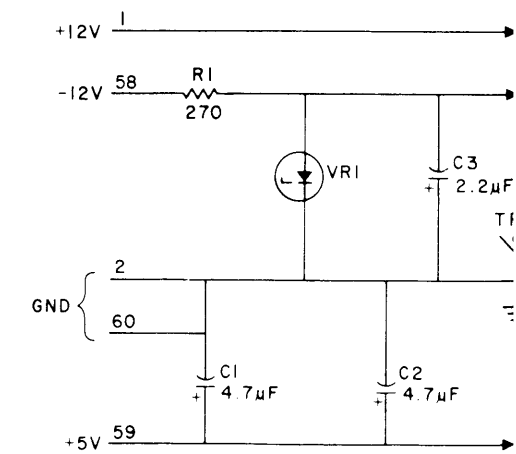 +12V 1
-12V 58
R1
270
VR1
C3
+ 2.2µF
2
GND
60
C1
+ 4.7µF
C2
+ 4.7µF
+5V 59